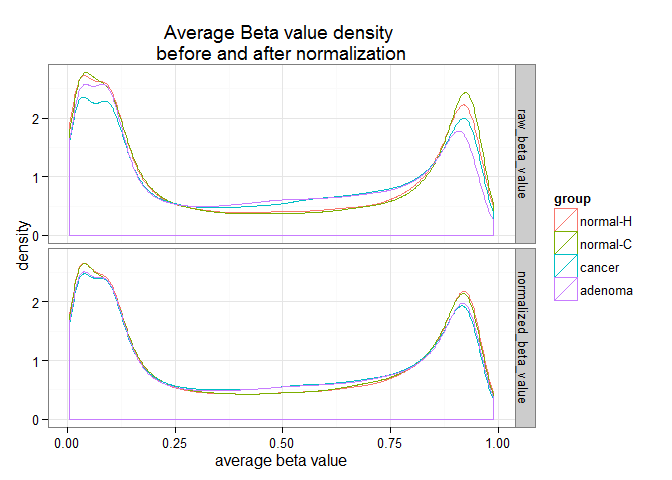 Average Beta value density
before and after normalization
density
2
1
0
raw_beta_value
2
1
0
normalized_beta_value
0.00
0.25
0.50
0.75
1.00
average beta value
group
normal-H
normal-C
cancer
adenoma